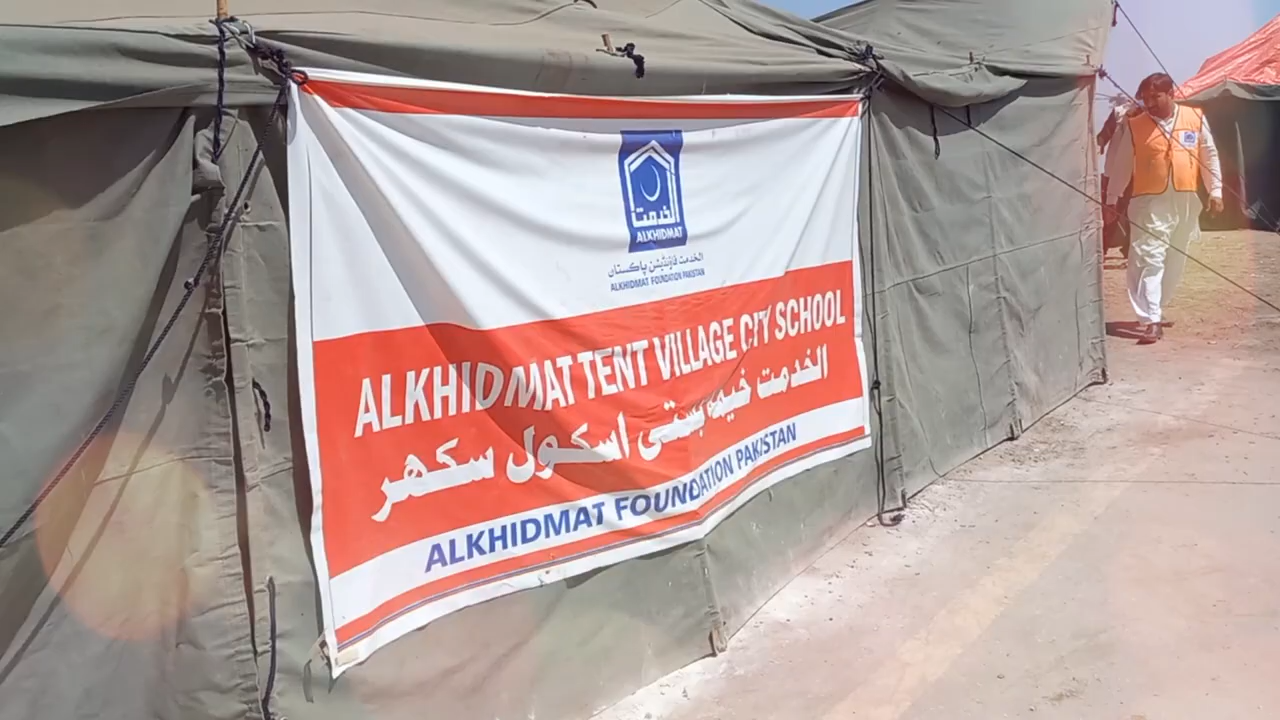 الخدمت
ALKHIDMAT
الخدمت فاؤنڈیشن پاکستان
ALKHIDMAT FOUNDATION PAKISTAN
ALKHIDMAT TENT VILLAGE CITY SCHOOL
الخدمت خیمہ بستی اسکول سکھر
ALKHIDMAT FOUNDATION PAKISTAN